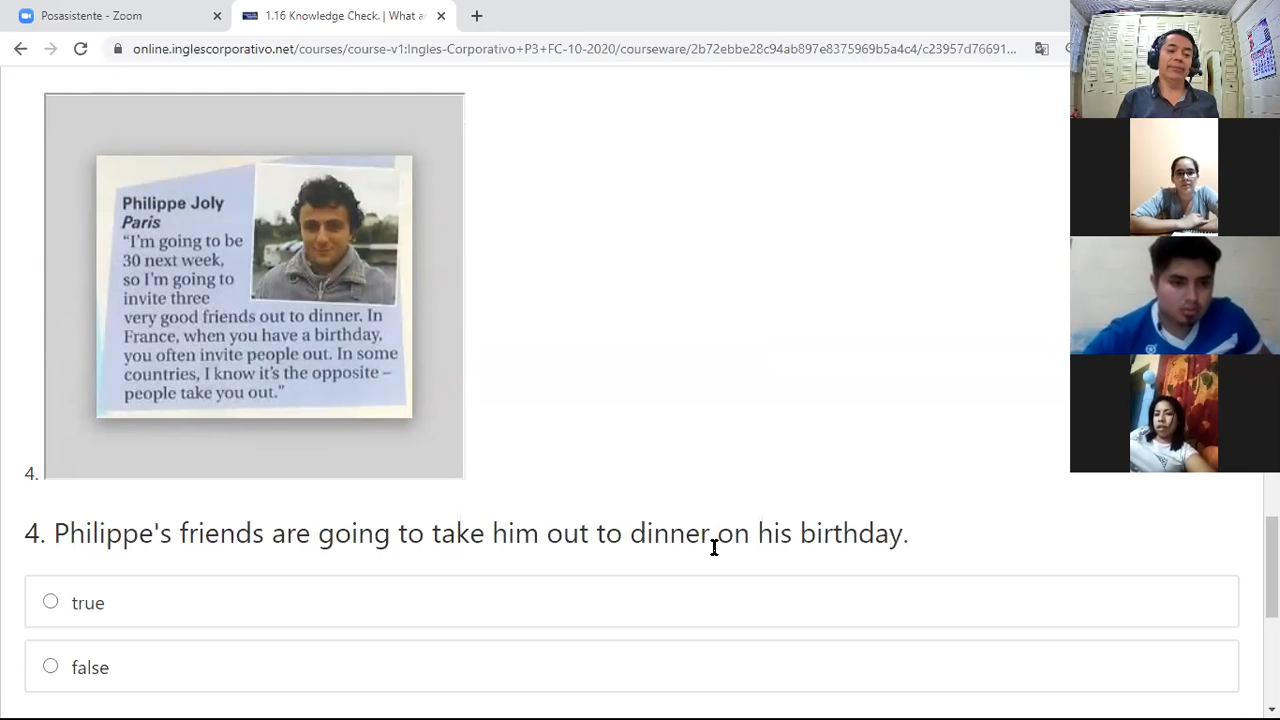 Posasistente - Zoom
1.16 Knowledge Check. | What a
online.inglescorporativo.net/courses/course-v1:Inglés-Corporativo+P3+FC-10-2020/courseware/2b72ebee28c94ab897e925059b9a84c4/c23957d76691...
Philippe Joly
Paris
“I'm going to be
30 next week,
so I'm going to
invite three
very good friends out to dinner. In
France, when you have a birthday,
you often invite people out. In some
countries, I know it's the opposite –
people take you out.”
4.
4. Philippe's friends are going to take him out to dinner on his birthday.
true
false